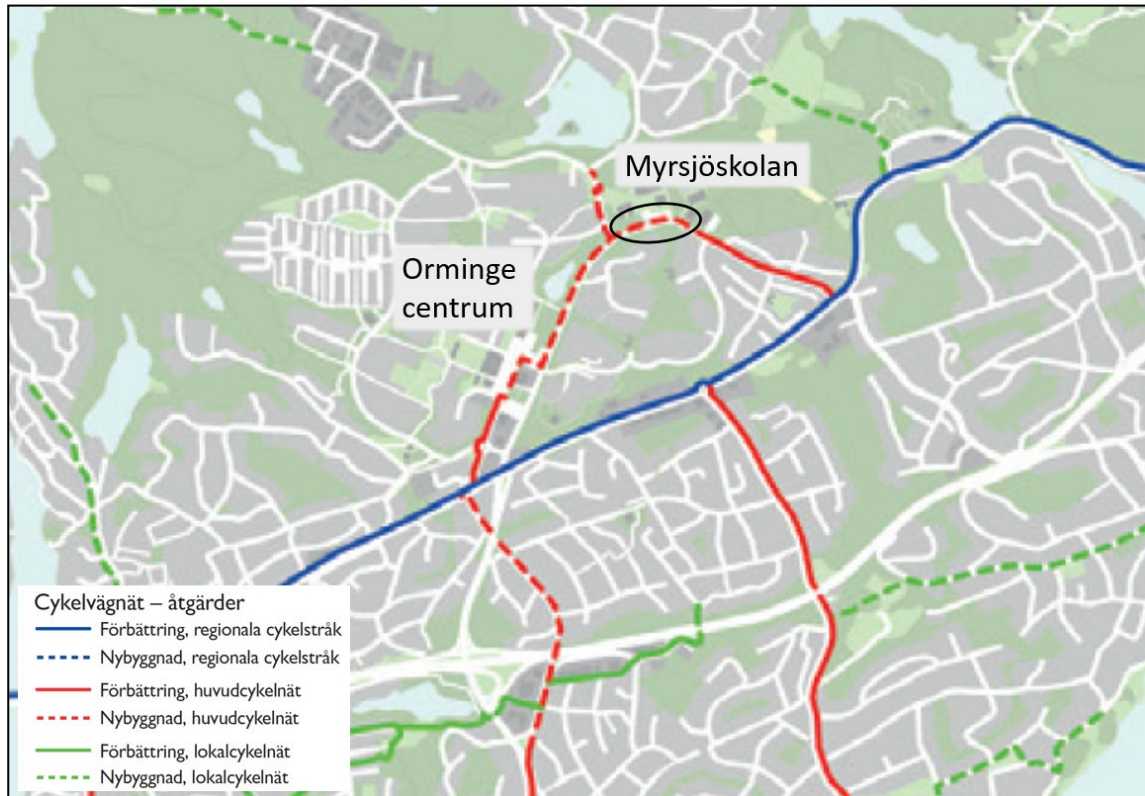 Myrsjöskolan
Orminge
centrum
Cykelvägnät – åtgärder
Förbättring, regionala cykelstråk
Nybyggnad, regionala cykelstråk
Förbättring, huvudcykelnät
Nybyggnad, huvudcykelnät
Förbättring, lokalcykelnät
Nybyggnad, lokalcykelnät